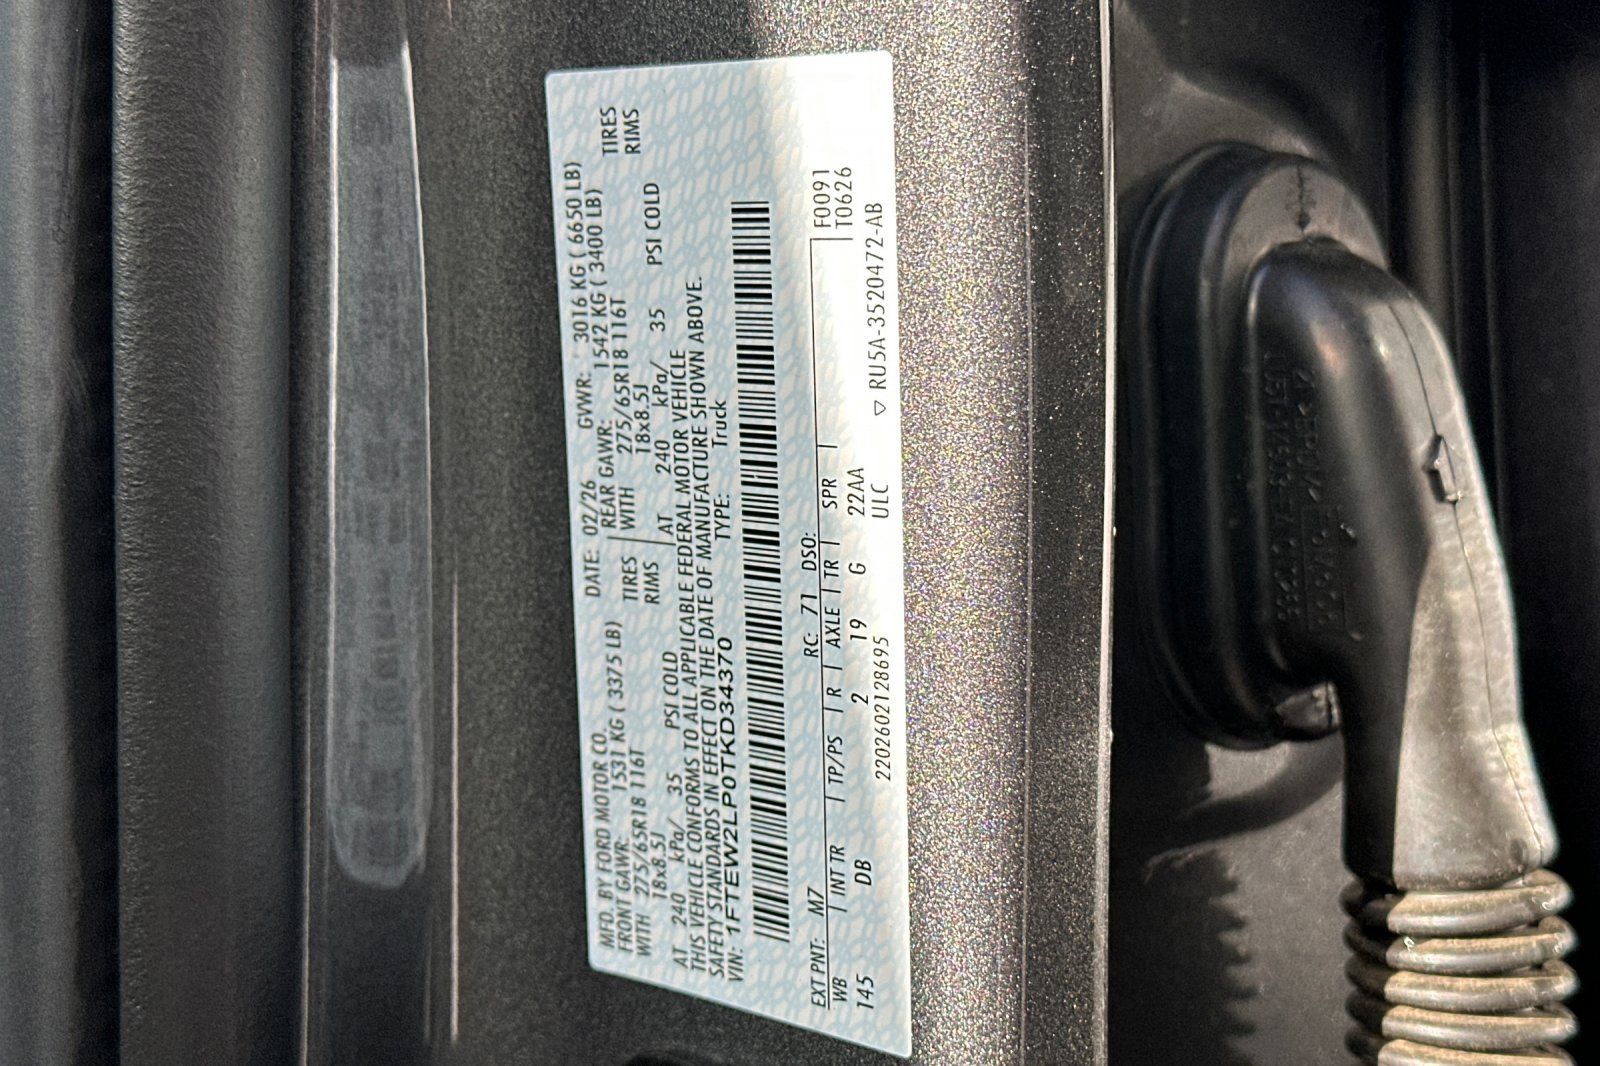 MFD. BY FORD MOTOR CO.
DATE: 02/26 GVWR: 3016 KG ( 6650 LB)
FRONT GAWR: 1531 KG ( 3375 LB)
REAR GAWR: 1542 KG ( 3400 LB)
WITH 275/65R18 116T TIRES
WITH 275/65R18 116T TIRES
18x8.5J RIMS
18x8.5J RIMS
AT 240 kPa/ 35 PSI COLD
AT 240 kPa/ 35 PSI COLD
THIS VEHICLE CONFORMS TO ALL APPLICABLE FEDERAL MOTOR VEHICLE
SAFETY STANDARDS IN EFFECT ON THE DATE OF MANUFACTURE SHOWN ABOVE.
VIN: 1FTEW2LP0TKD34370 TYPE: Truck
EXT PNT: M7 RC: 71 DSO: F0091
WB INT TR TP/PS R AXLE TR SPR T0626
145 DB 2 19 G 22AA
ULC
2202602128695 ▽ RU5A-3520472-AB